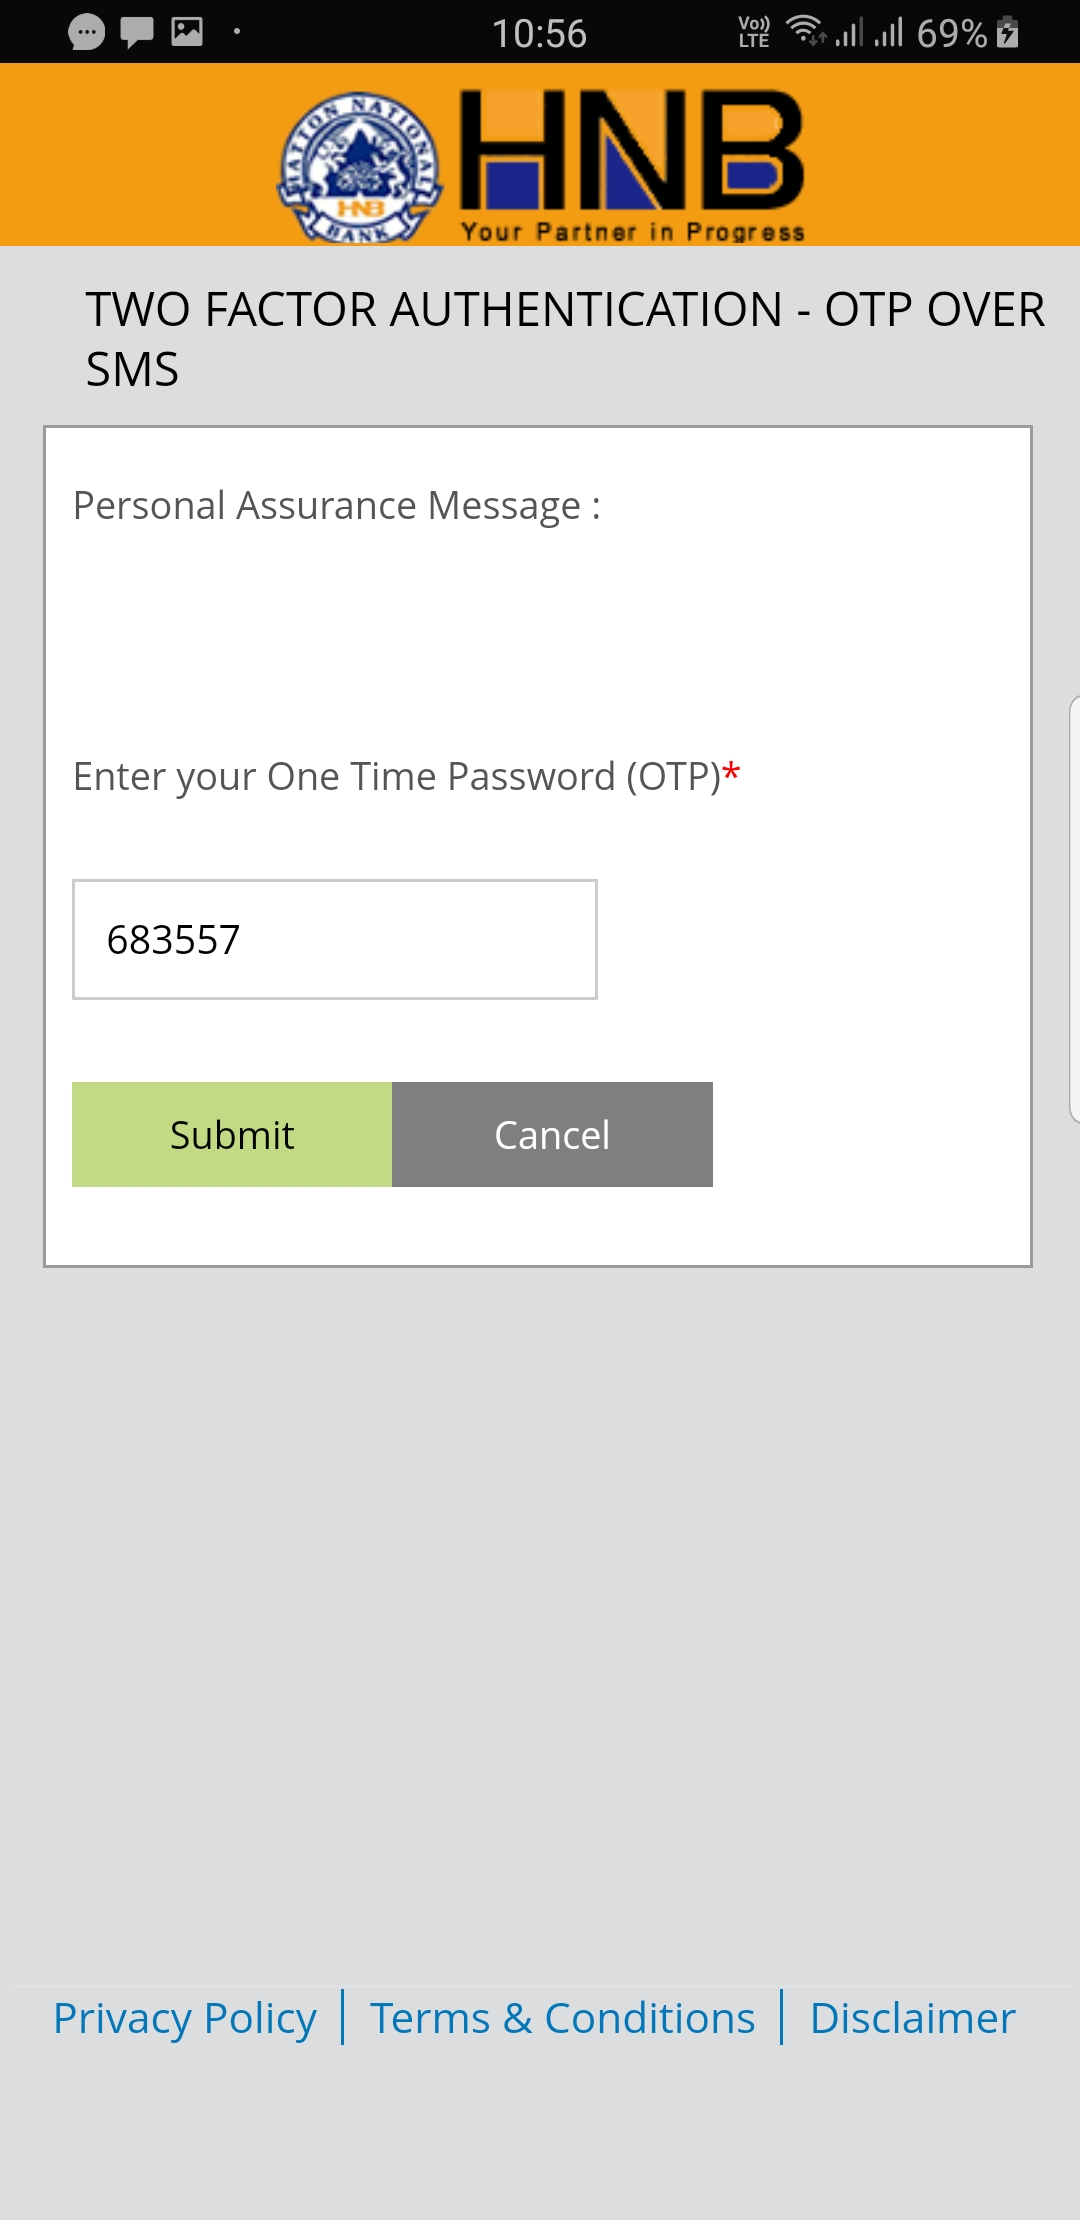 10:56
Vo))
LTE
69%
HATTON NATIONAL
HNB
BANK
HNB
Your Partner in Progress
TWO FACTOR AUTHENTICATION - OTP OVER
SMS
Personal Assurance Message :
Enter your One Time Password (OTP)*
683557
Submit
Cancel
Privacy Policy
Terms & Conditions
Disclaimer